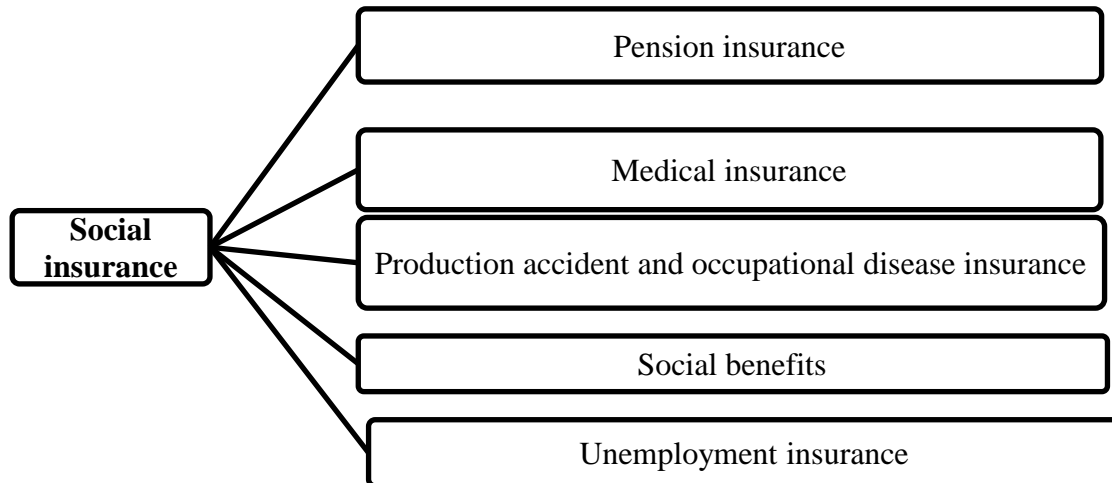 Pension insurance
Medical insurance
Social
insurance
Production accident and occupational disease insurance
Social benefits
Unemployment insurance